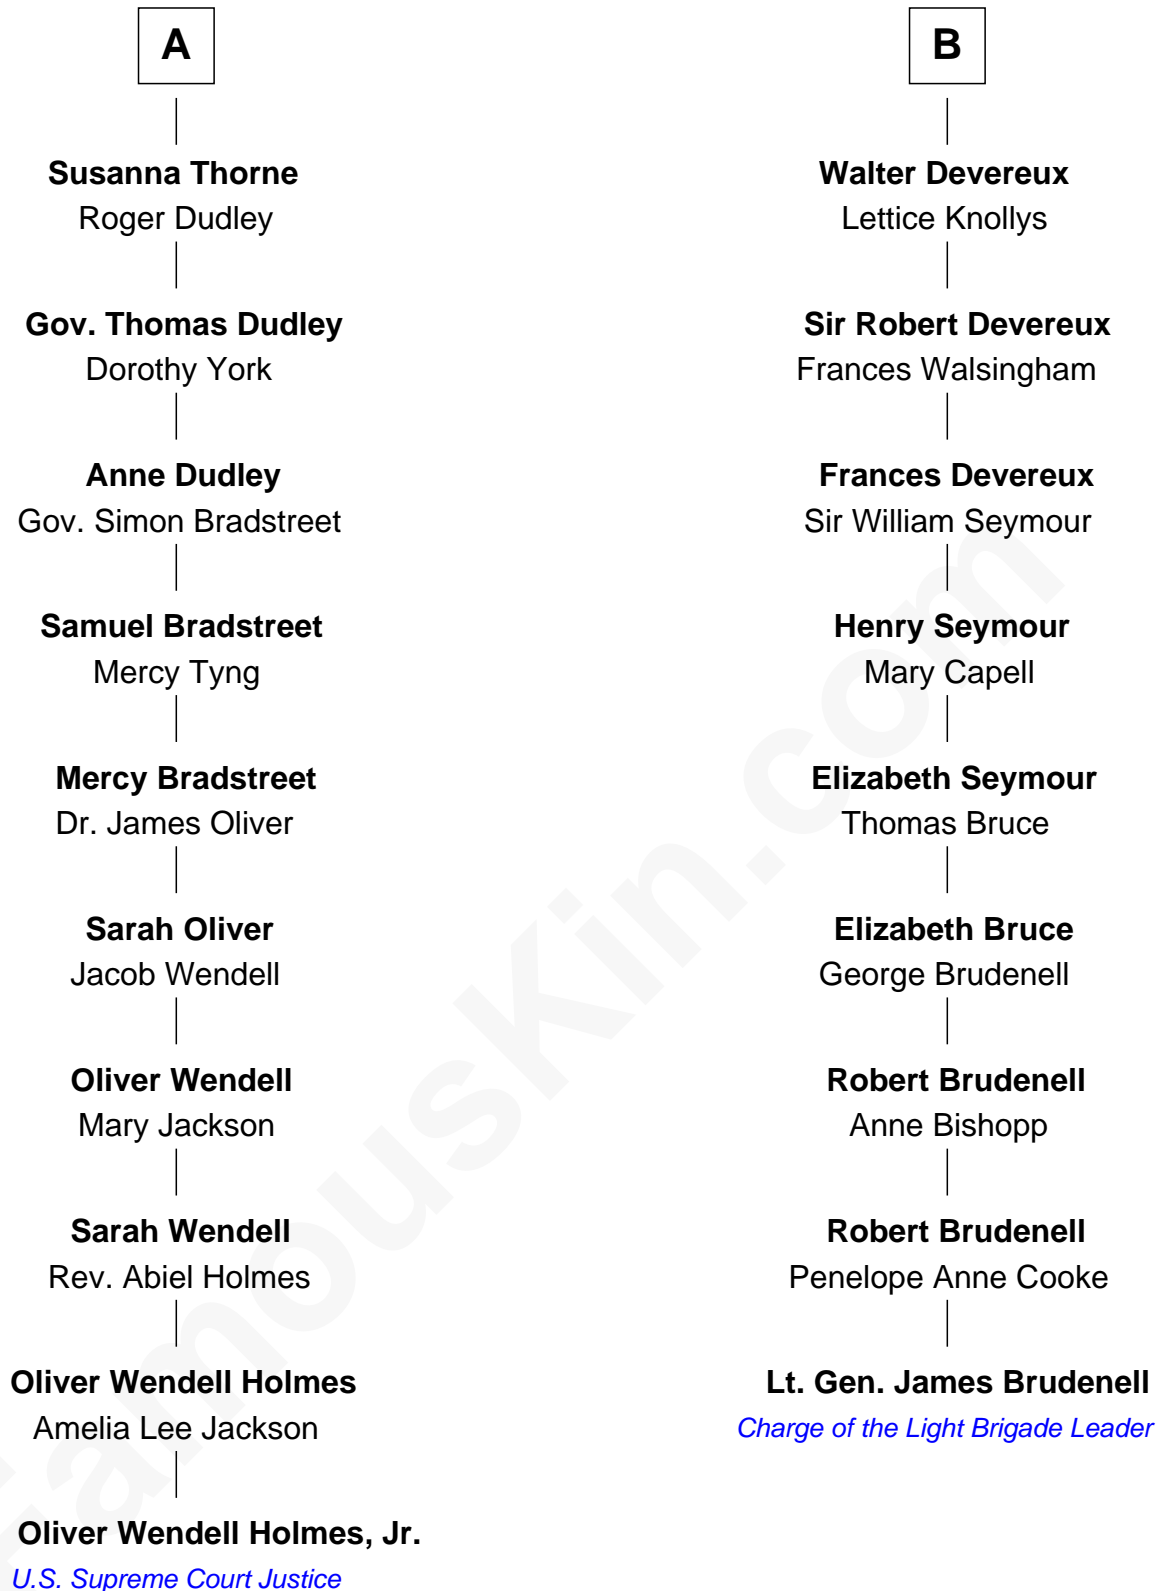 A
Susanna Thorne
Roger Dudley
Gov. Thomas Dudley
Dorothy York
Anne Dudley
Gov. Simon Bradstreet
Samuel Bradstreet
Mercy Tyng
Mercy Bradstreet
Dr. James Oliver
Sarah Oliver
Jacob Wendell
Oliver Wendell
Mary Jackson
Sarah Wendell
Rev. Abiel Holmes
Oliver Wendell Holmes
Amelia Lee Jackson
Oliver Wendell Holmes, Jr.
U.S. Supreme Court Justice
B
Walter Devereux
Lettice Knollys
Sir Robert Devereux
Frances Walsingham
Frances Devereux
Sir William Seymour
Henry Seymour
Mary Capell
Elizabeth Seymour
Thomas Bruce
Elizabeth Bruce
George Brudenell
Robert Brudenell
Anne Bishopp
Robert Brudenell
Penelope Anne Cooke
Lt. Gen. James Brudenell
Charge of the Light Brigade Leader
FamousKin.com